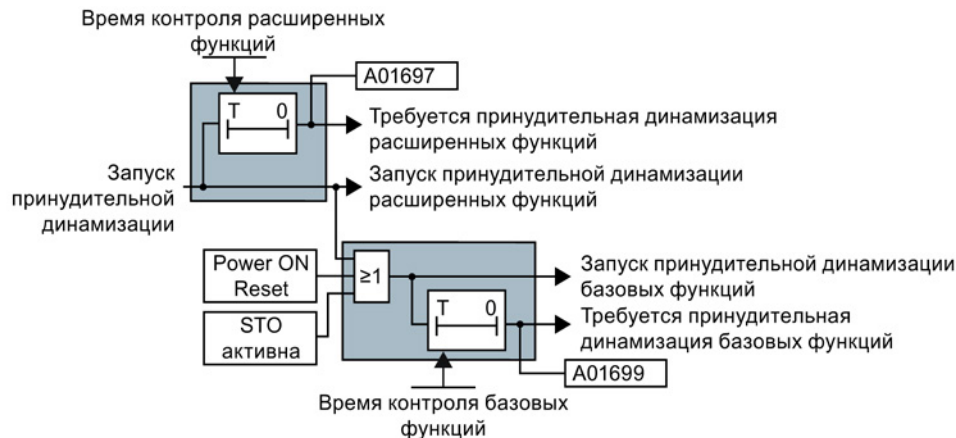 Время контроля расширенных
функций
A01697
T 0
Требуется принудительная динамизация
расширенных функций
Запуск
принудительной
динамизации
Запуск принудительной динамизации
расширенных функций
Power ON
Reset
≥1
Запуск принудительной динамизации
базовых функций
T 0
STO
активна
Требуется принудительная
динамизация базовых функций
A01699
Время контроля базовых
функций